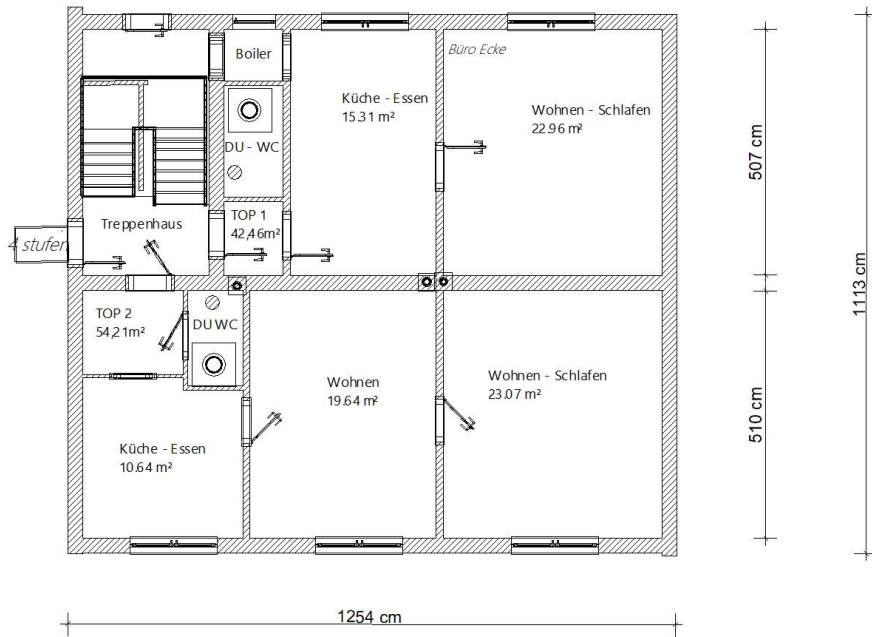 Boiler
Büro Ecke
Küche - Essen
15.31 m²
Wohnen - Schlafen
22.96 m²
DU - WC
507 cm
TOP 1
42,46m²
Treppenhaus
4 stufen
1113 cm
TOP 2
54,21m²
DU WC
Wohnen
19.64 m²
Wohnen - Schlafen
23.07 m²
510 cm
Küche - Essen
10.64 m²
1254 cm